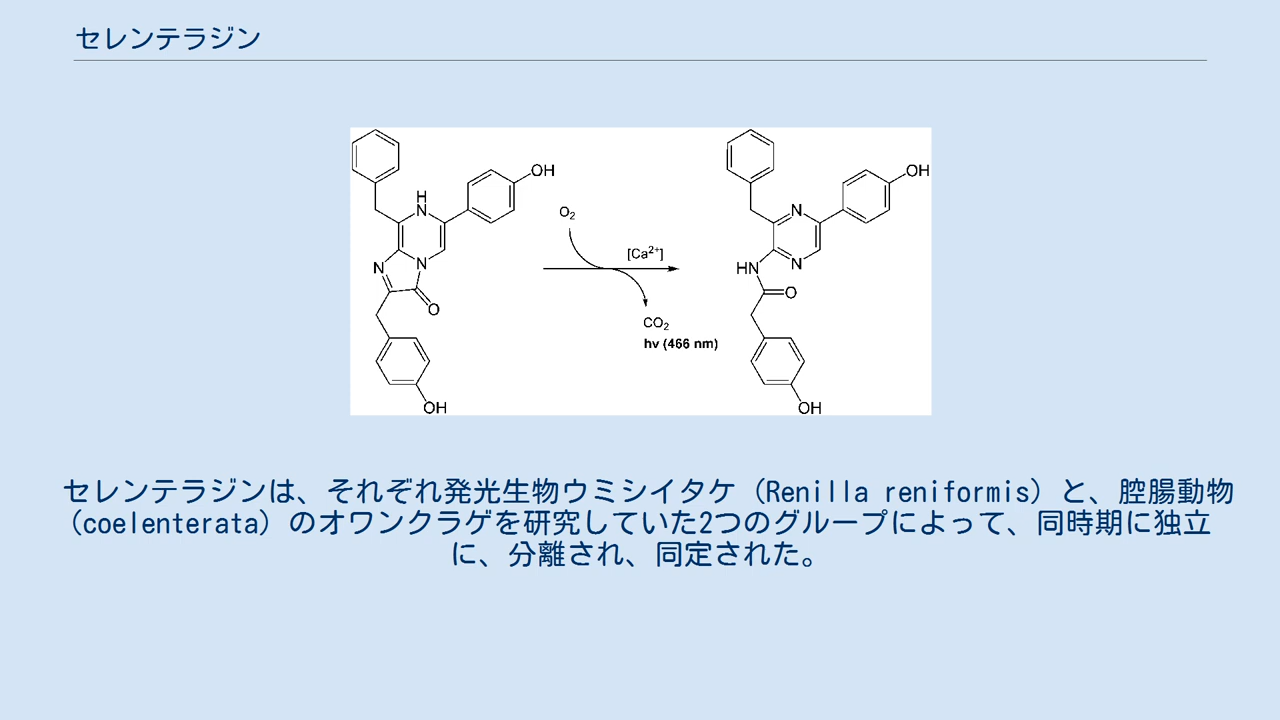 セレンテラジン
OH
H
N
N
N
O
OH
O₂
[Ca²⁺]
CO₂
hv (466 nm)
OH
N
N
HN
O
OH
セレンテラジンは、それぞれ発光生物ウミシイタケ (Renilla reniformis) と、腔腸動物
(coelenterata) のオワンクラゲを研究していた2つのグループによって、同時期に独立
に、分離され、同定された。